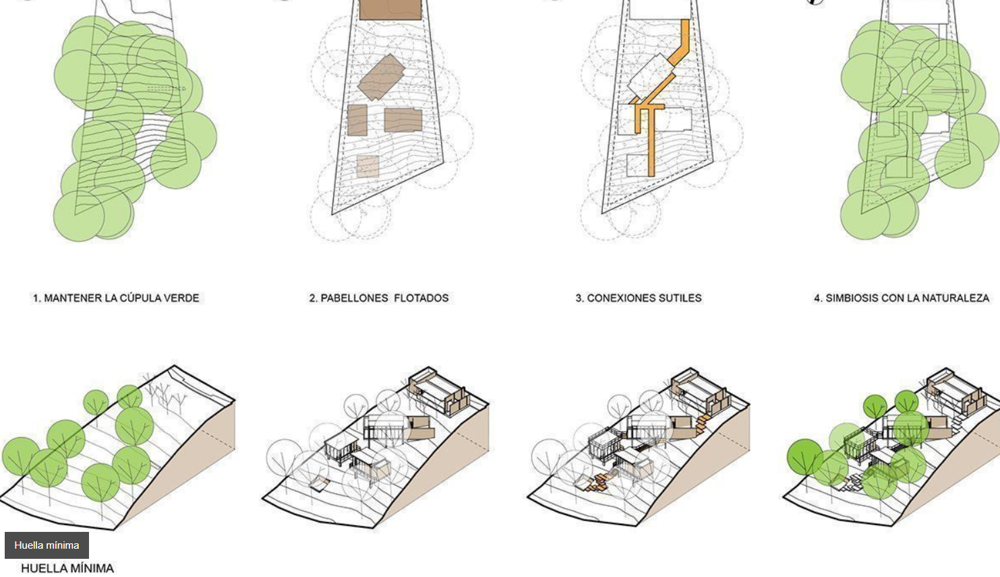 1. MANTENER LA CÚPULA VERDE
2. PABELLONES FLOTADOS
3. CONEXIONES SUTILES
4. SIMBIOSIS CON LA NATURALEZA
Huella mínima
HUELLA MÍNIMA